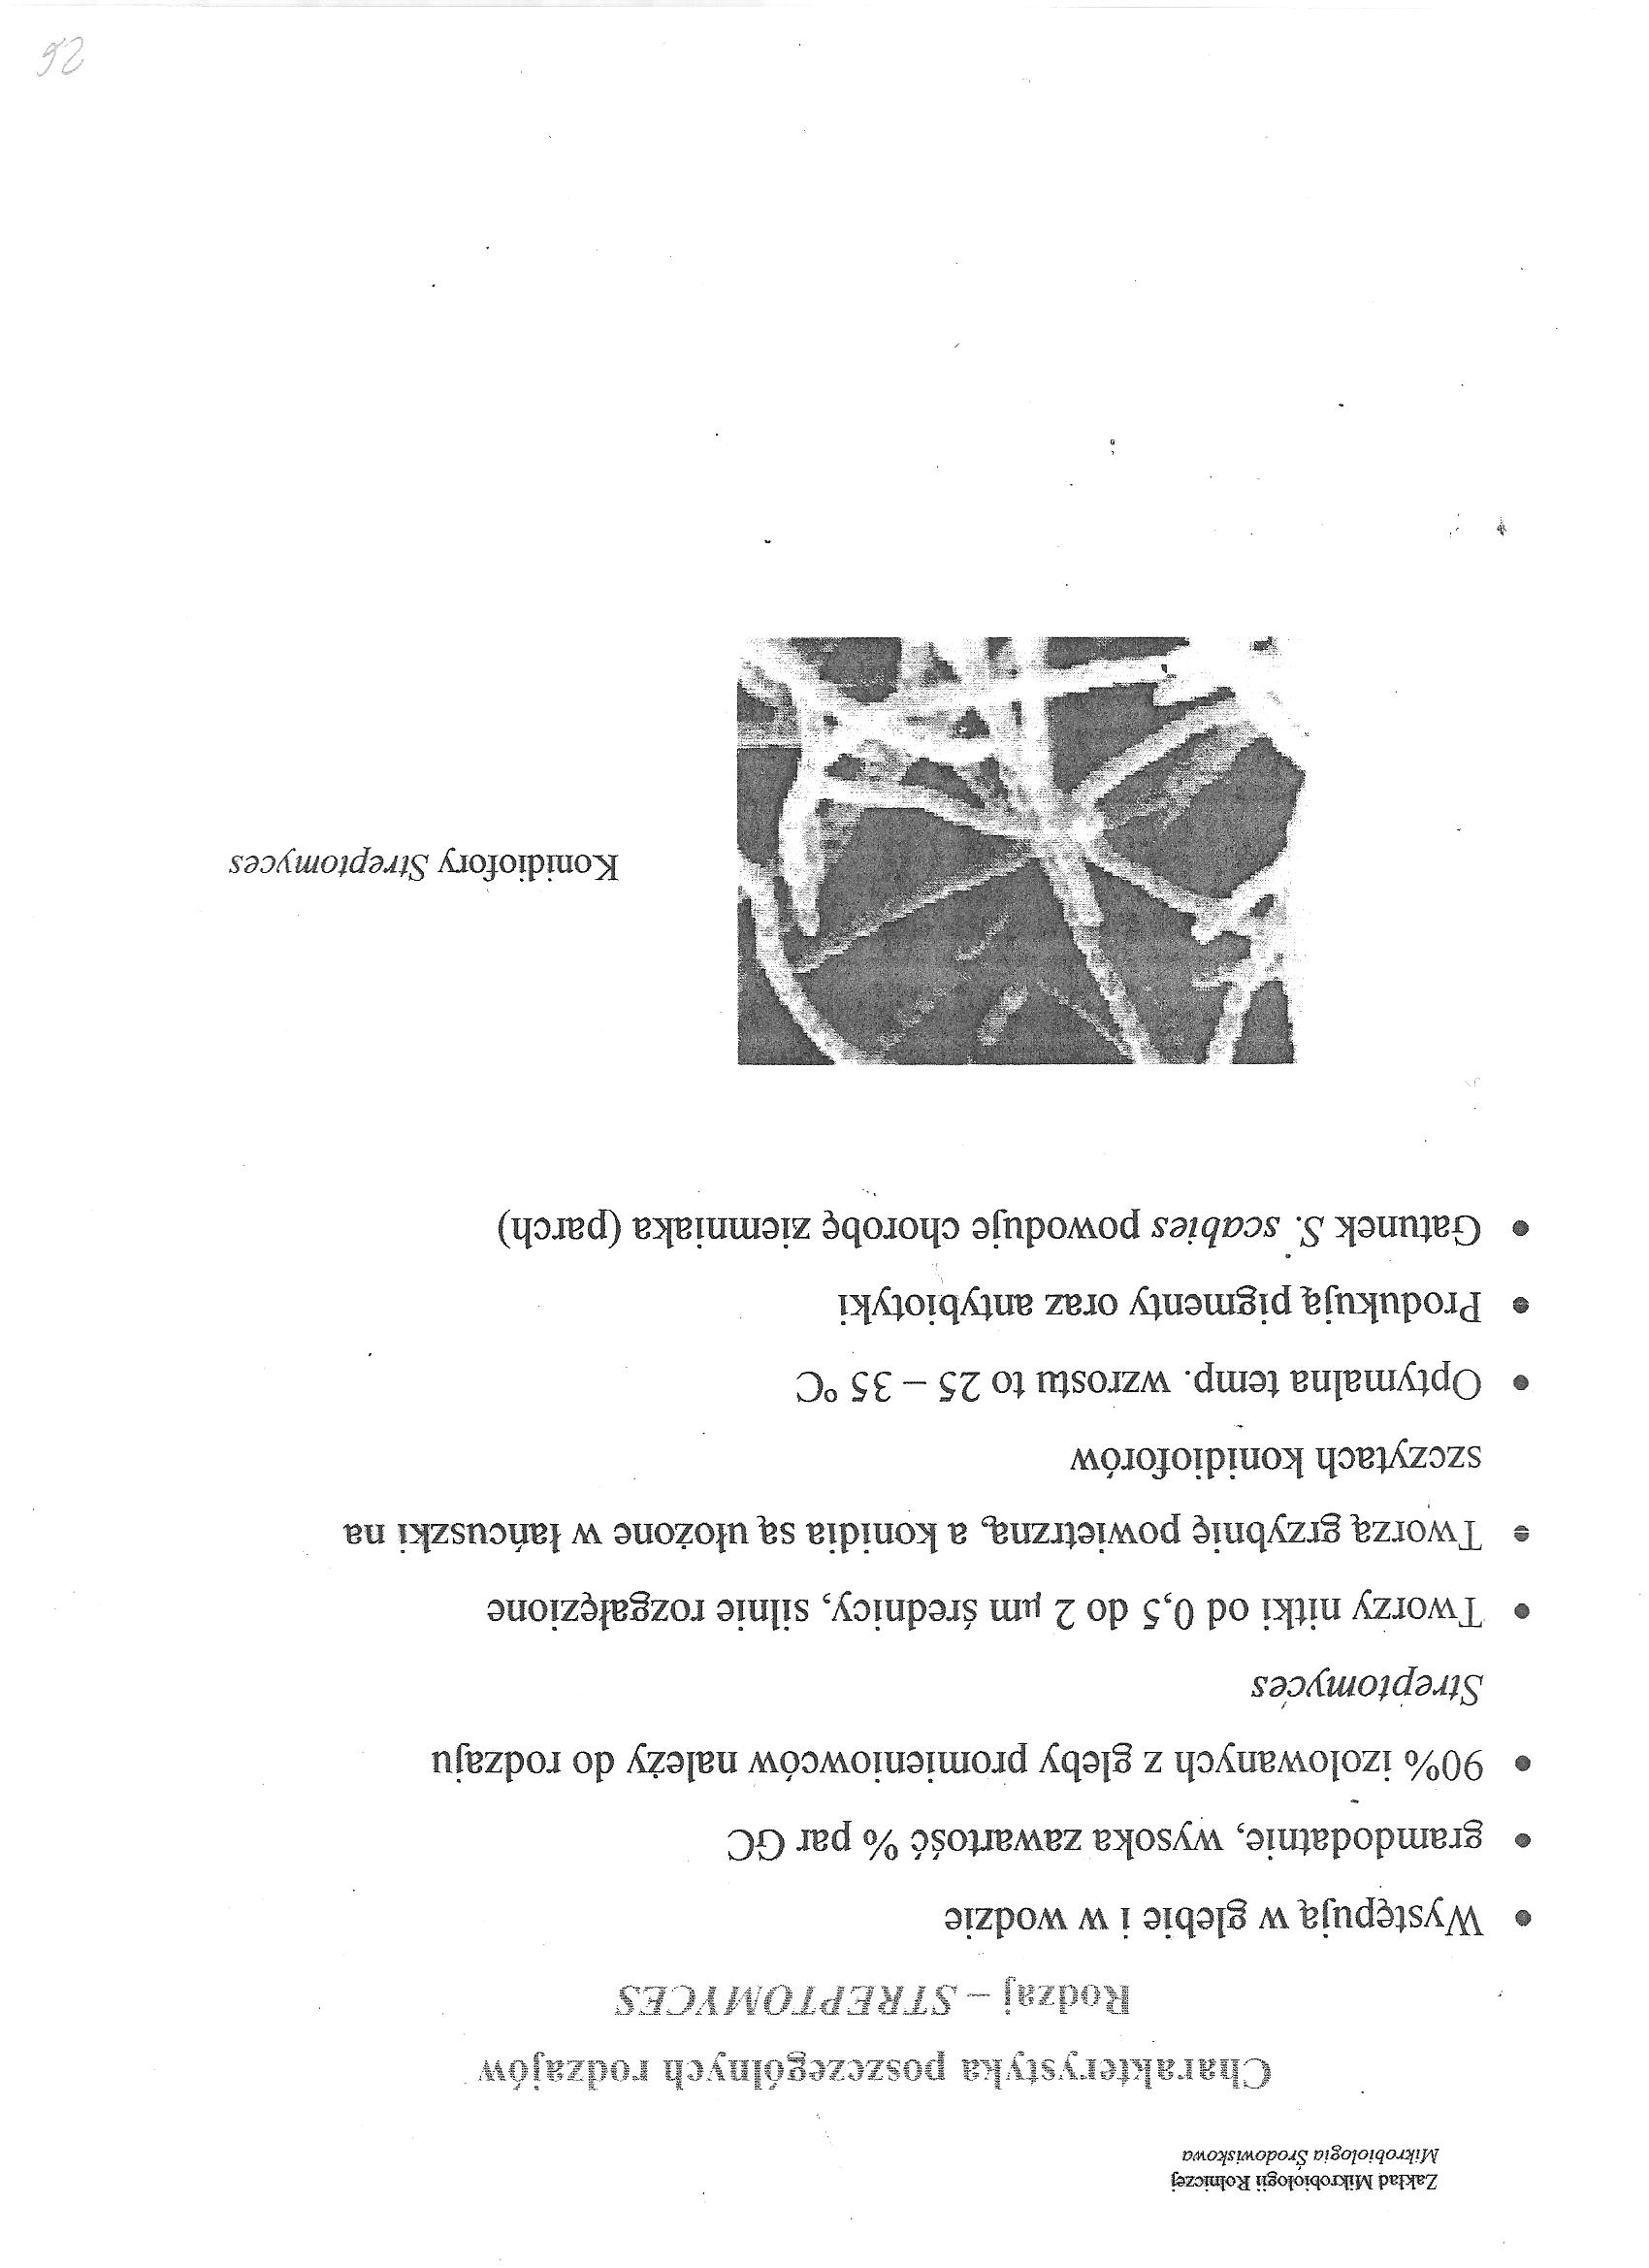 Zakład Mikrobiologii Rolniczej
Mikrobiologia Środowiskowa
Charakterystyka poszczególnych rodzajów
Rodzaj – STREPTOMYCES
• Występują w glebie i w wodzie
• gramdodatnie, wysoka zawartość % par GC
• 90% izolowanych z gleby promieniowców należy do rodzaju
Streptomyces
• Tworzy nitki od 0,5 do 2 µm średnicy, silnie rozgałęzione
• Tworzą grzybnię powietrzną, a konidia są ułożone w łańcuszki na
szczytach konidioforów
• Optymalna temp. wzrostu to 25 – 35 °C
• Produkują pigmenty oraz antybiotyki
• Gatunek S. scabies powoduje chorobę ziemniaka (parch)
Konidiofory Streptomyces